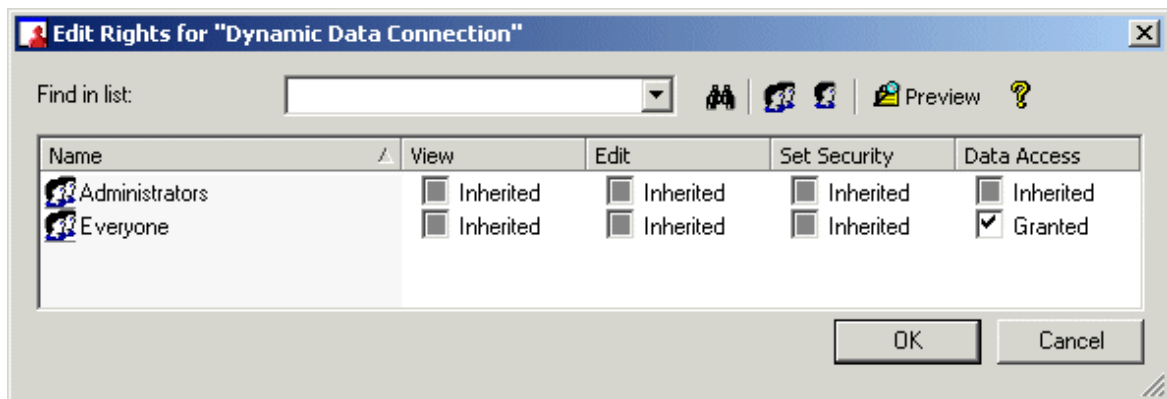 Edit Rights for "Dynamic Data Connection"
Find in list:
Preview
Name View Edit Set Security Data Access
Administrators Inherited Inherited Inherited Inherited
Everyone Inherited Inherited Inherited Granted
OK Cancel